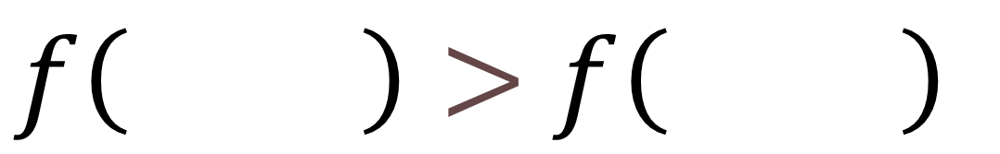 f(     ) > f(     )